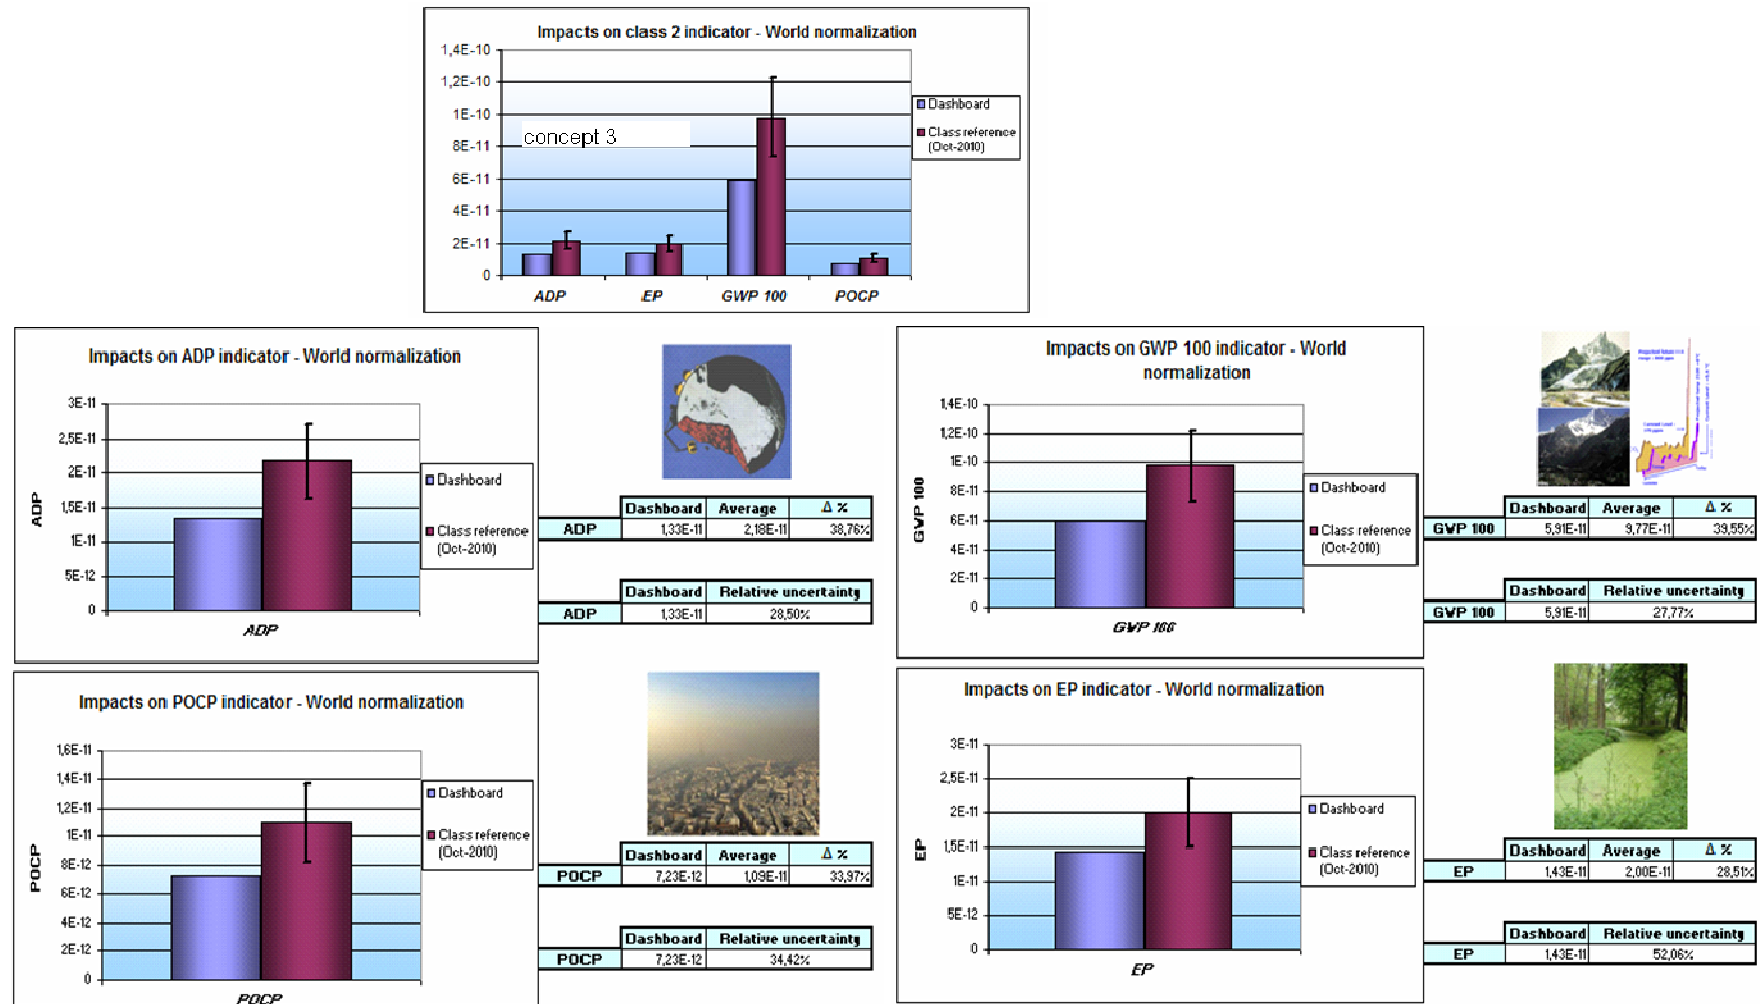 Impacts on class 2 indicator - World normalization
1,4E-10
1,2E-10
1E-10
8E-11
6E-11
4E-11
2E-11
0
concept 3
ADP EP GWP 100 POCP
Dashboard
Class reference
(Oct-2010)
Impacts on ADP indicator - World normalization
ADP
3E-11
2,5E-11
2E-11
1,5E-11
1E-11
5E-12
0
ADP
Dashboard
Class reference
(Oct-2010)
Dashboard Average Δ %
ADP 1,33E-11 2,18E-11 38,76%
Dashboard Relative uncertainty
ADP 1,33E-11 28,50%
Impacts on GWP 100 indicator - World
normalization
GWP 100
1,4E-10
1,2E-10
1E-10
8E-11
6E-11
4E-11
2E-11
0
GWP 100
Dashboard
Class reference
(Oct-2010)
Dashboard Average Δ %
GWP 100 5,91E-11 9,77E-11 39,55%
Dashboard Relative uncertainty
GWP 100 5,91E-11 27,77%
Impacts on POCP indicator - World normalization
POCP
1,6E-11
1,4E-11
1,2E-11
1E-11
8E-12
6E-12
4E-12
2E-12
0
POCP
Dashboard
Class reference
(Oct-2010)
Dashboard Average Δ %
POCP 7,23E-12 1,09E-11 33,97%
Dashboard Relative uncertainty
POCP 7,23E-12 34,42%
Impacts on EP indicator - World normalization
EP
3E-11
2,5E-11
2E-11
1,5E-11
1E-11
5E-12
0
EP
Dashboard
Class reference
(Oct-2010)
Dashboard Average Δ %
EP 1,43E-11 2,00E-11 28,51%
Dashboard Relative uncertainty
EP 1,43E-11 52,06%